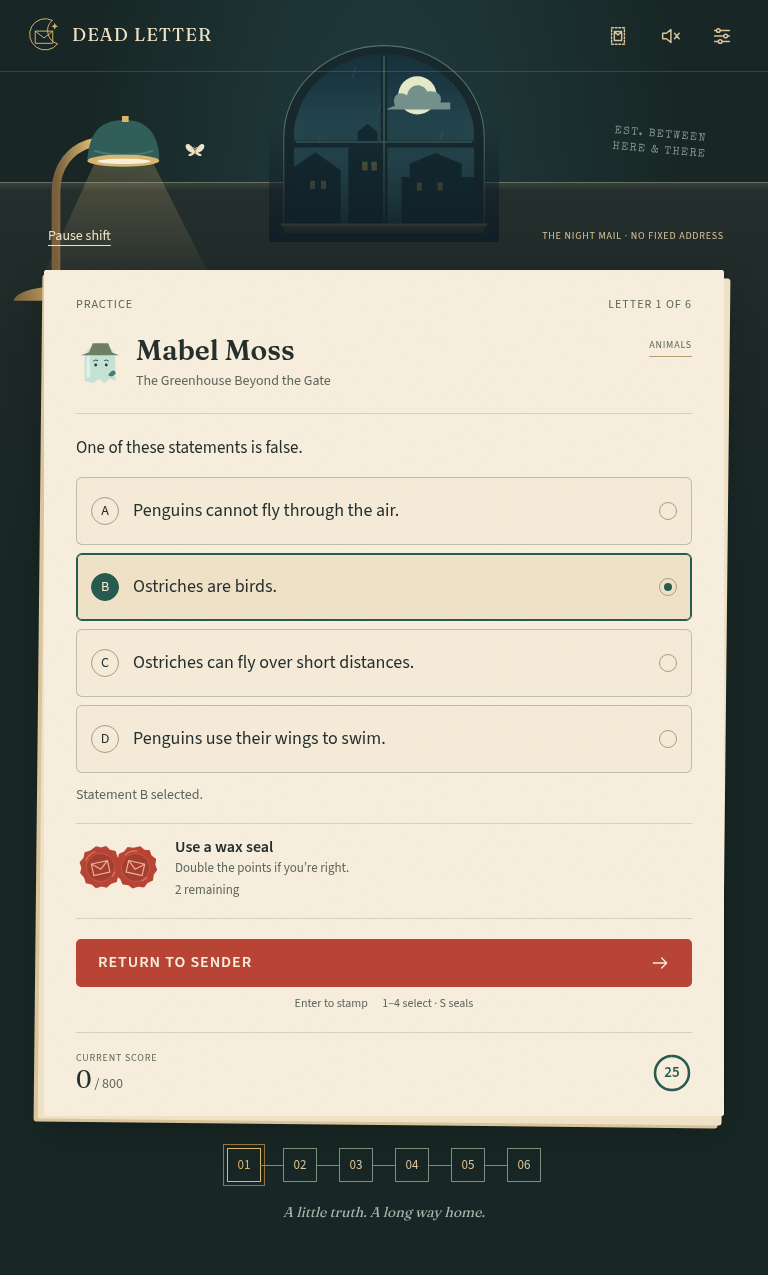 DEAD LETTER
EST. BETWEEN
HERE & THERE
Pause shift
THE NIGHT MAIL · NO FIXED ADDRESS
PRACTICE
LETTER 1 OF 6
Mabel Moss
ANIMALS
The Greenhouse Beyond the Gate
One of these statements is false.
A Penguins cannot fly through the air.
B Ostriches are birds.
C Ostriches can fly over short distances.
D Penguins use their wings to swim.
Statement B selected.
Use a wax seal
Double the points if you’re right.
2 remaining
RETURN TO SENDER
Enter to stamp 1–4 select · S seals
CURRENT SCORE
0 / 800
25
01 02 03 04 05 06
A little truth. A long way home.